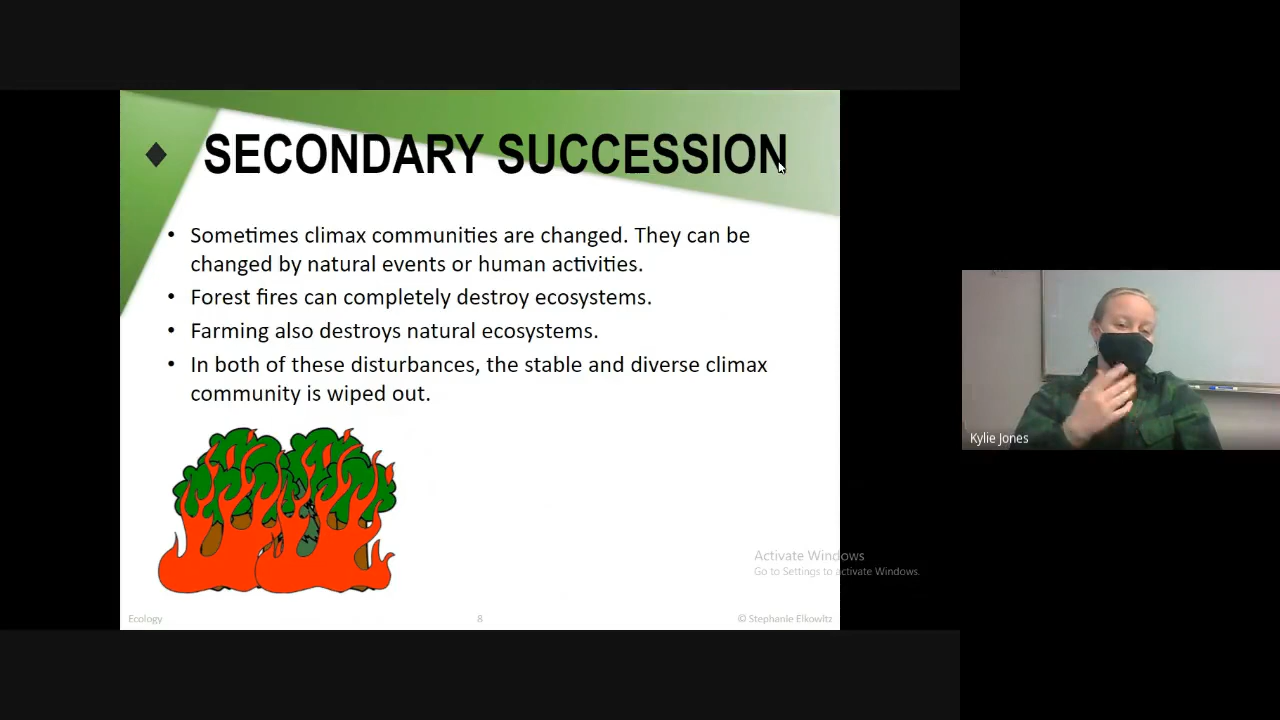 SECONDARY SUCCESSION
• Sometimes climax communities are changed. They can be
changed by natural events or human activities.
• Forest fires can completely destroy ecosystems.
• Farming also destroys natural ecosystems.
• In both of these disturbances, the stable and diverse climax
community is wiped out.
Kylie Jones
Activate Windows
Go to Settings to activate Windows.
Ecology
8
© Stephanie Elkowitz